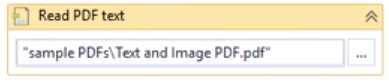 Read PDF text
"sample PDFs\Text and Image PDF.pdf"
...